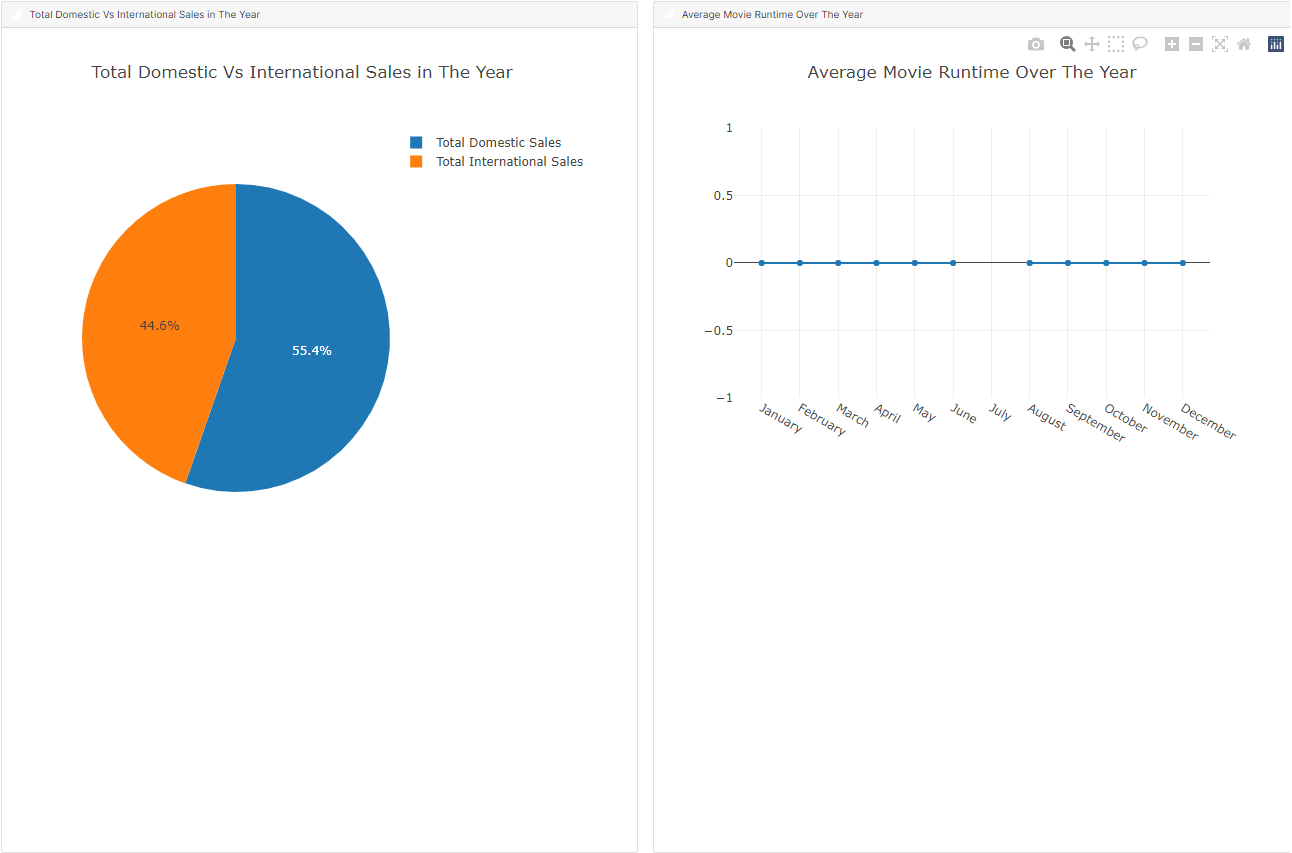 Total Domestic Vs International Sales in The Year
Total Domestic Vs International Sales in The Year
Total Domestic Sales
Total International Sales
44.6%
55.4%
Average Movie Runtime Over The Year
Average Movie Runtime Over The Year
1
0.5
0
−0.5
−1
January
February
March
April
May
June
July
August
September
October
November
December